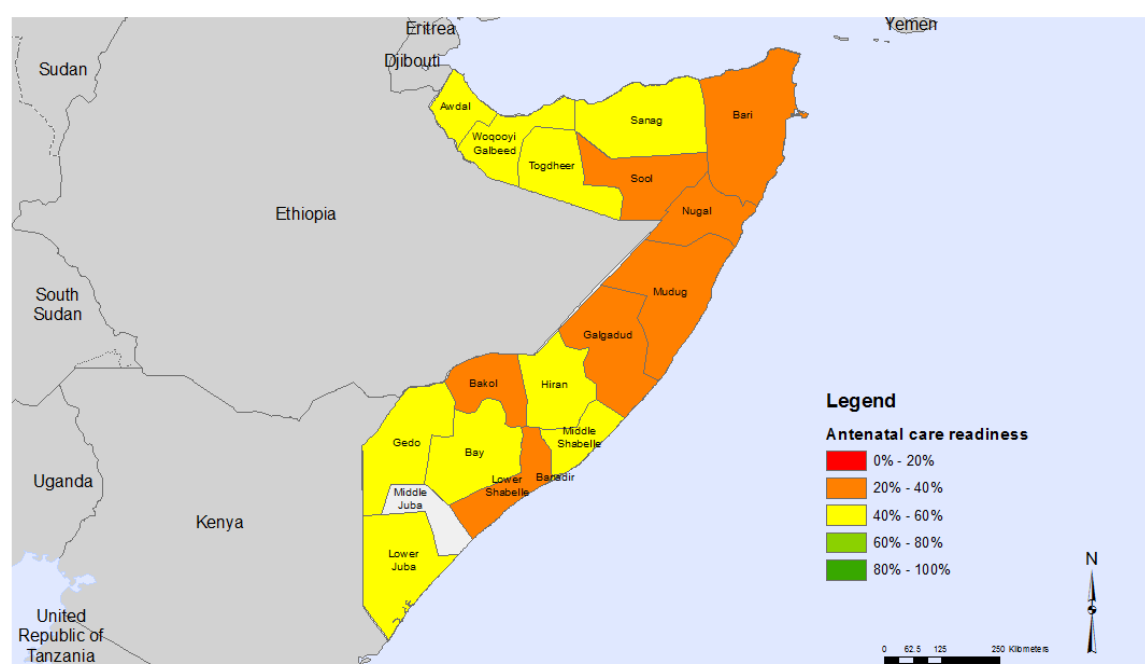 Eritrea
Yemen
Djibouti
Sudan
Awdal
Sanag
Bari
Woqooyi
Galbeed
Togdheer
Sool
Nugal
Ethiopia
South
Sudan
Mudug
Galgadud
Bakol
Hiran
Gedo
Bay
Middle
Shabelle
Lower
Shabelle
Banadir
Middle
Juba
Uganda
Kenya
Lower
Juba
United
Republic of
Tanzania
Legend
Antenatal care readiness
0% - 20%
20% - 40%
40% - 60%
60% - 80%
80% - 100%
N
0 62.5 125 250 Kilometers